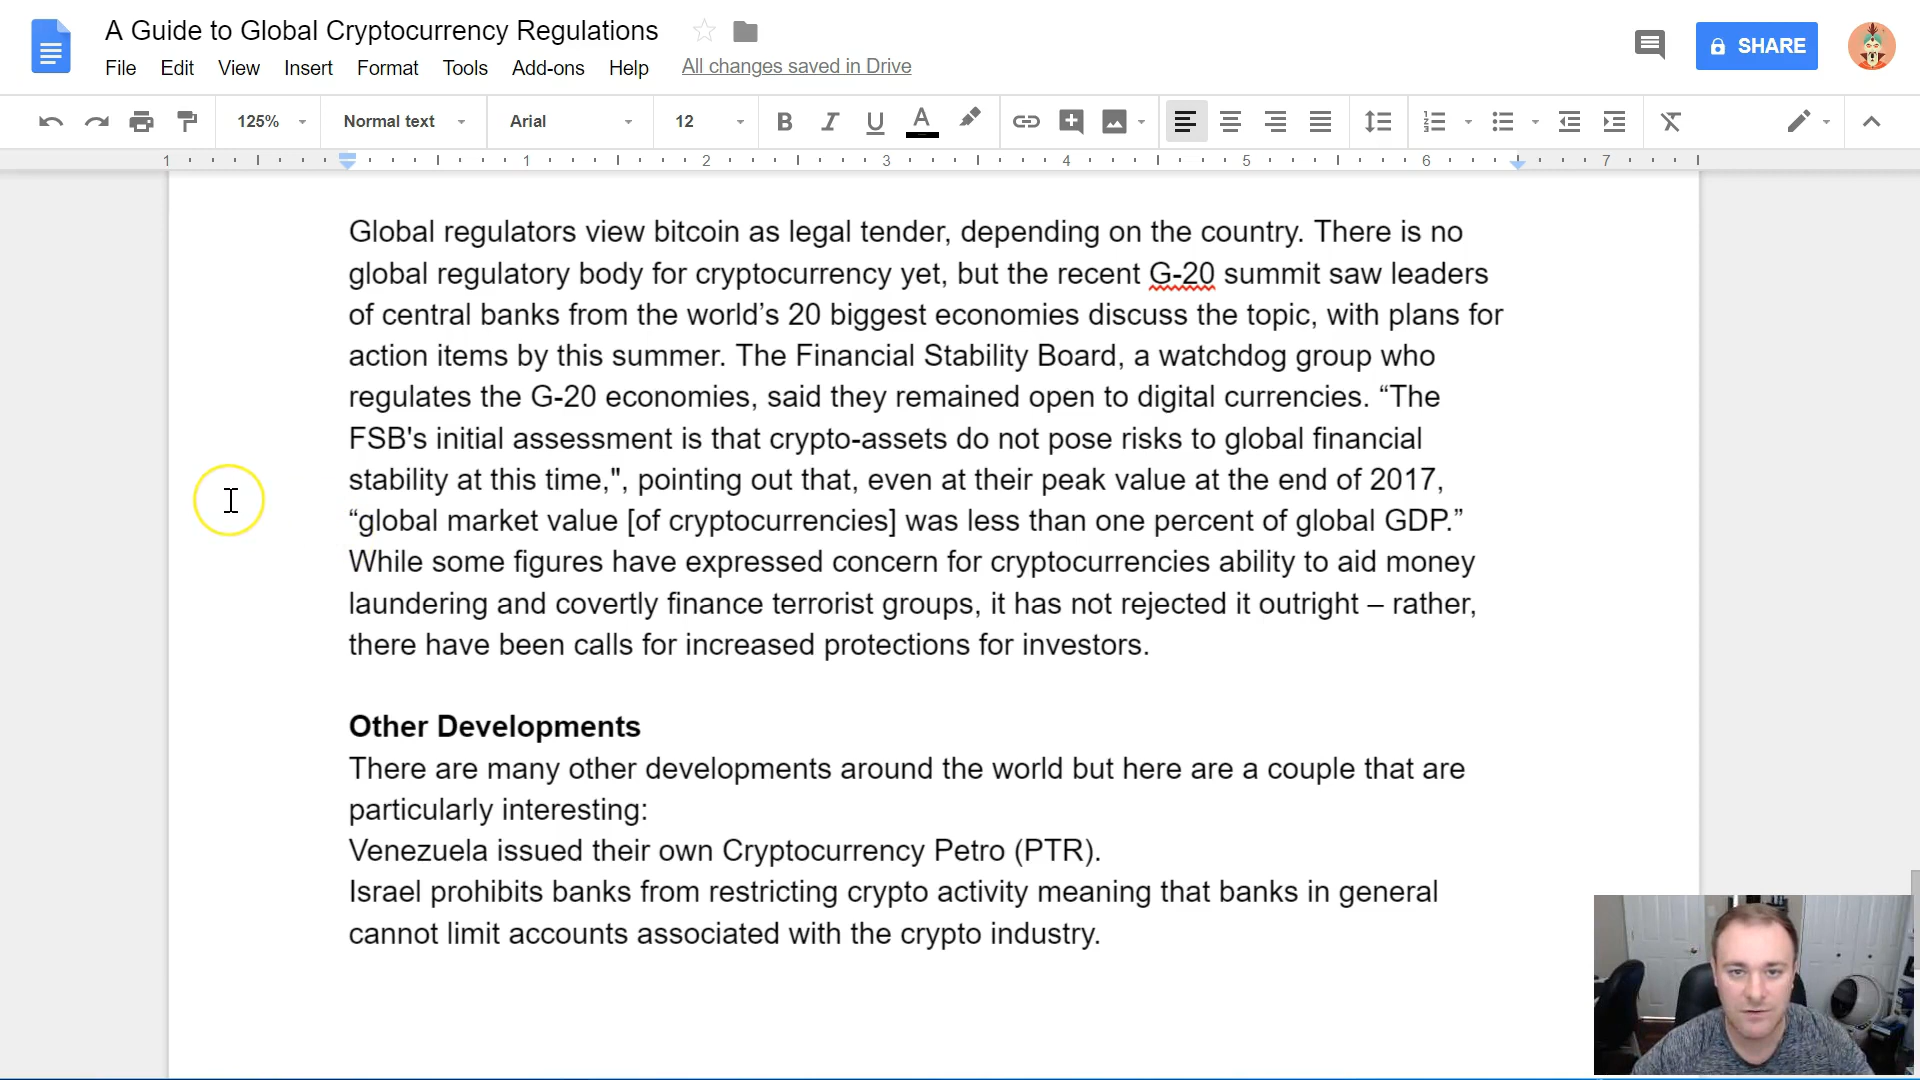 A Guide to Global Cryptocurrency Regulations
File Edit View Insert Format Tools Add-ons Help All changes saved in Drive
SHARE
125% Normal text Arial 12
1 1 2 3 4 5 6 7
Global regulators view bitcoin as legal tender, depending on the country. There is no
global regulatory body for cryptocurrency yet, but the recent G-20 summit saw leaders
of central banks from the world’s 20 biggest economies discuss the topic, with plans for
action items by this summer. The Financial Stability Board, a watchdog group who
regulates the G-20 economies, said they remained open to digital currencies. “The
FSB's initial assessment is that crypto-assets do not pose risks to global financial
stability at this time,", pointing out that, even at their peak value at the end of 2017,
“global market value [of cryptocurrencies] was less than one percent of global GDP.”
While some figures have expressed concern for cryptocurrencies ability to aid money
laundering and covertly finance terrorist groups, it has not rejected it outright – rather,
there have been calls for increased protections for investors.
Other Developments
There are many other developments around the world but here are a couple that are
particularly interesting:
Venezuela issued their own Cryptocurrency Petro (PTR).
Israel prohibits banks from restricting crypto activity meaning that banks in general
cannot limit accounts associated with the crypto industry.